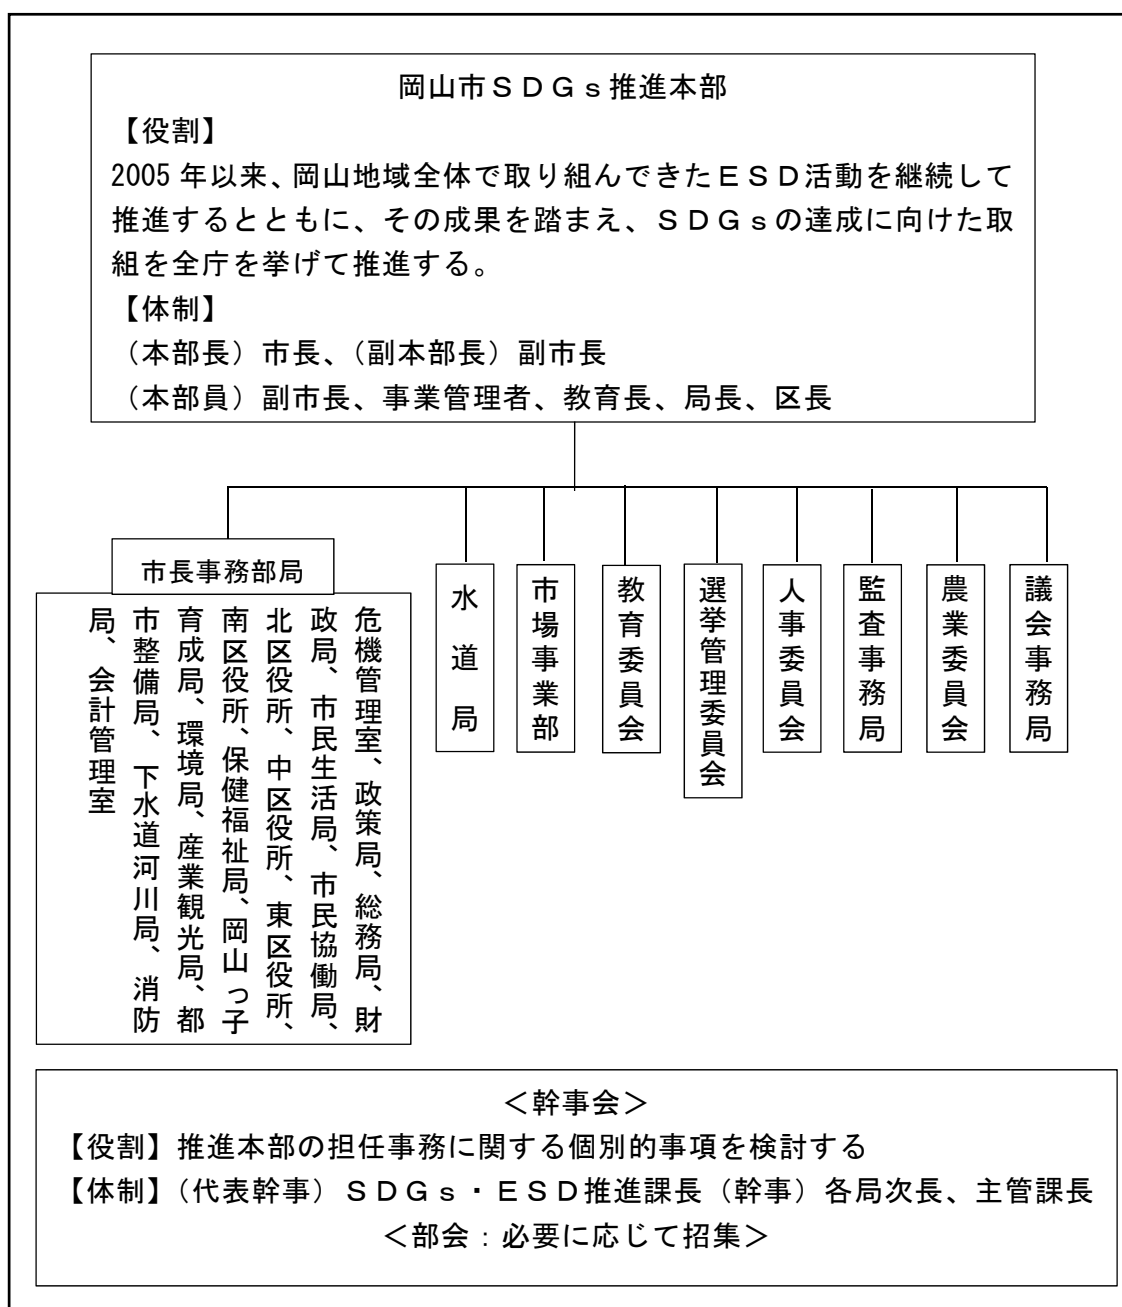 岡山市ＳＤＧｓ推進本部
【役割】
2005年以来、岡山地域全体で取り組んできたＥＳＤ活動を継続して
推進するとともに、その成果を踏まえ、ＳＤＧｓの達成に向けた取
組を全庁を挙げて推進する。
【体制】
（本部長）市長、（副本部長）副市長
（本部員）副市長、事業管理者、教育長、局長、区長
市長事務部局
危機管理室、政策局、総務局、財
政局、市民生活局、市民協働局、
北区役所、中区役所、東区役所、
南区役所、保健福祉局、岡山っ子
育成局、環境局、産業観光局、都
市整備局、下水道河川局、消防
局、会計管理室
水道局
市場事業部
教育委員会
選挙管理委員会
人事委員会
監査事務局
農業委員会
議会事務局
＜幹事会＞
【役割】推進本部の担任事務に関する個別的事項を検討する
【体制】（代表幹事）ＳＤＧｓ・ＥＳＤ推進課長（幹事）各局次長、主管課長
＜部会：必要に応じて招集＞